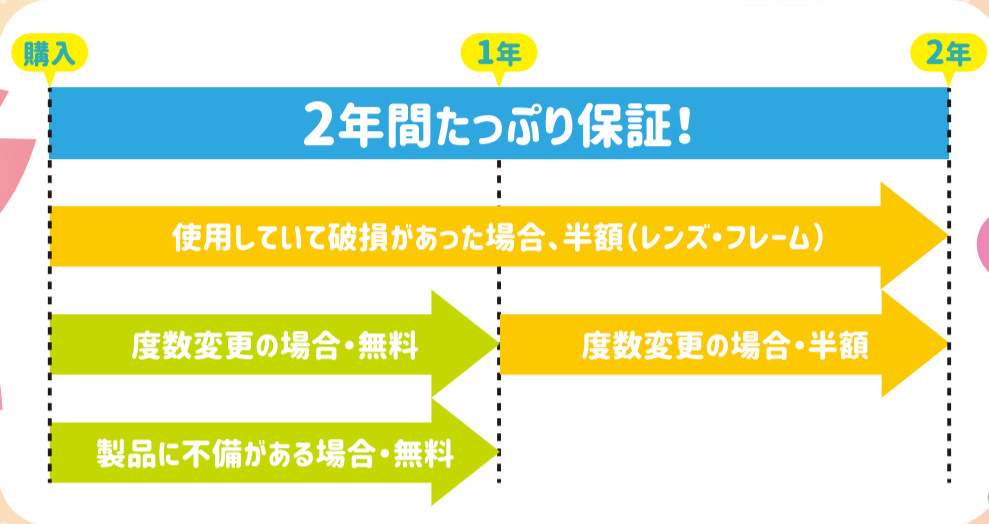 購入
1年
2年
2年間たっぷり保証!
使用していて破損があった場合、半額(レンズ・フレーム)
度数変更の場合・無料
度数変更の場合・半額
製品に不備がある場合・無料